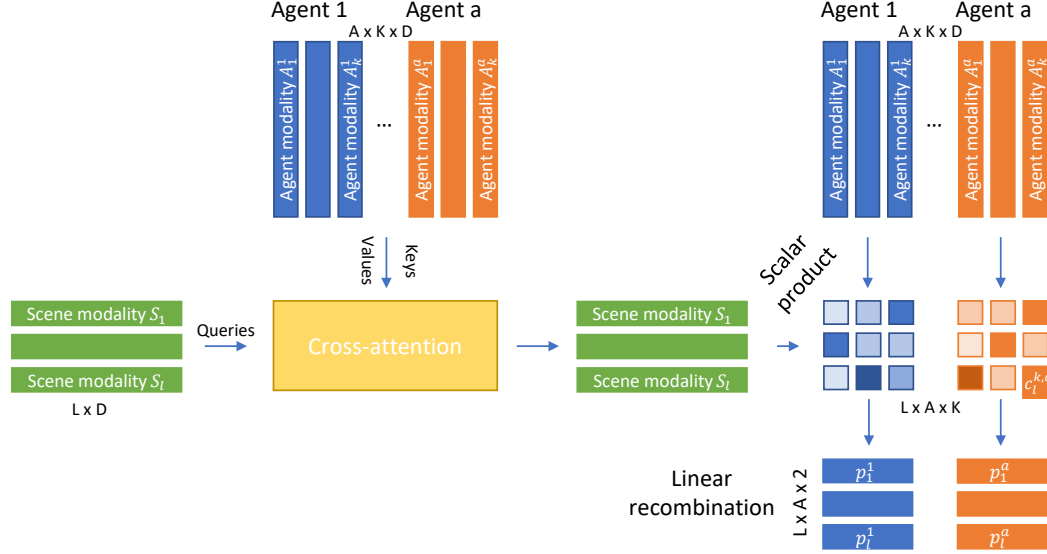 Agent 1 Agent a
A x K x D
Agent modality A_1^1
Agent modality A_k^1
...
Agent modality A_1^a
Agent modality A_k^a
Agent 1 Agent a
A x K x D
Agent modality A_1^1
Agent modality A_k^1
...
Agent modality A_1^a
Agent modality A_k^a
Values
Keys
Scalar
product
Scene modality S_1
Scene modality S_l
L x D
Queries
Cross-attention
Scene modality S_1
Scene modality S_l
L x A x K
Linear
recombination
L x A x 2
p_1^1
p_l^1
p_1^a
p_l^a